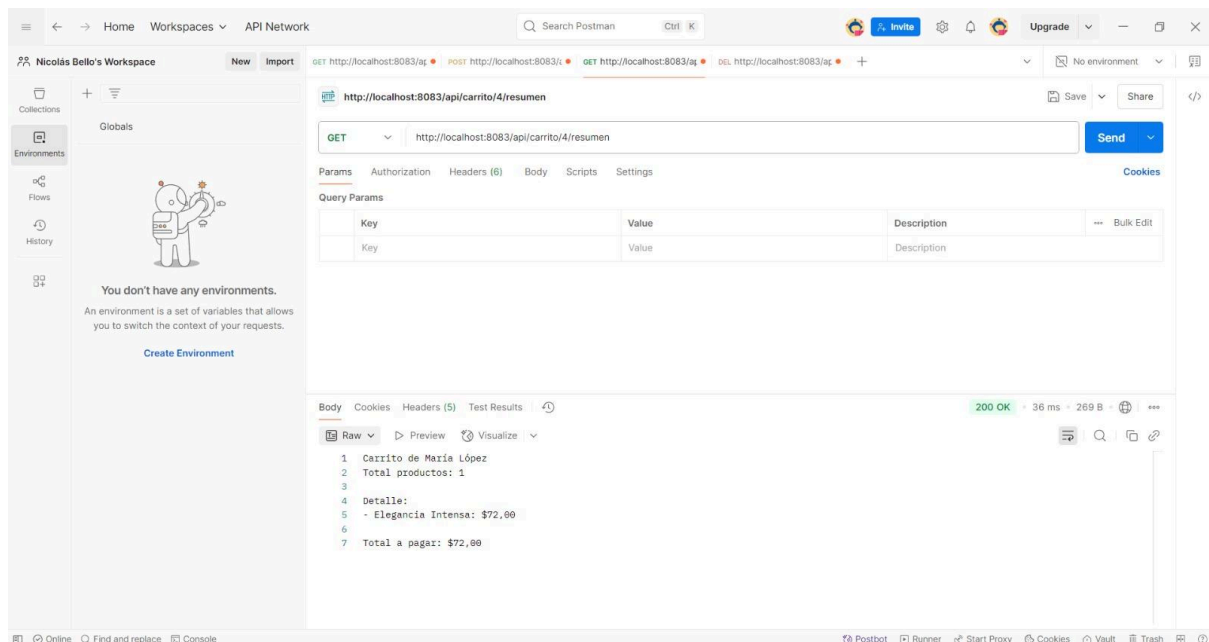 Home Workspaces API Network Search Postman Ctrl K Invite Upgrade
Nicolás Bello's Workspace New Import GET http://localhost:8083/ap POST http://localhost:8083/ GET http://localhost:8083/ap DEL http://localhost:8083/ap No environment
Collections
Environments
Flows
History
Globals
You don't have any environments.
An environment is a set of variables that allows
you to switch the context of your requests.
Create Environment
HTTP http://localhost:8083/api/carrito/4/resumen Save Share
GET http://localhost:8083/api/carrito/4/resumen Send
Params Authorization Headers (6) Body Scripts Settings Cookies
Query Params
Key Value Description Bulk Edit
Key Value Description
Body Cookies Headers (5) Test Results 200 OK 36 ms 269 B
Raw Preview Visualize
1 Carrito de María López
2 Total productos: 1
3
4 Detalle:
5 - Elegancia Intensa: $72,00
6
7 Total a pagar: $72,00
Online Find and replace Console Postbot Runner Start Proxy Cookies Vault Trash